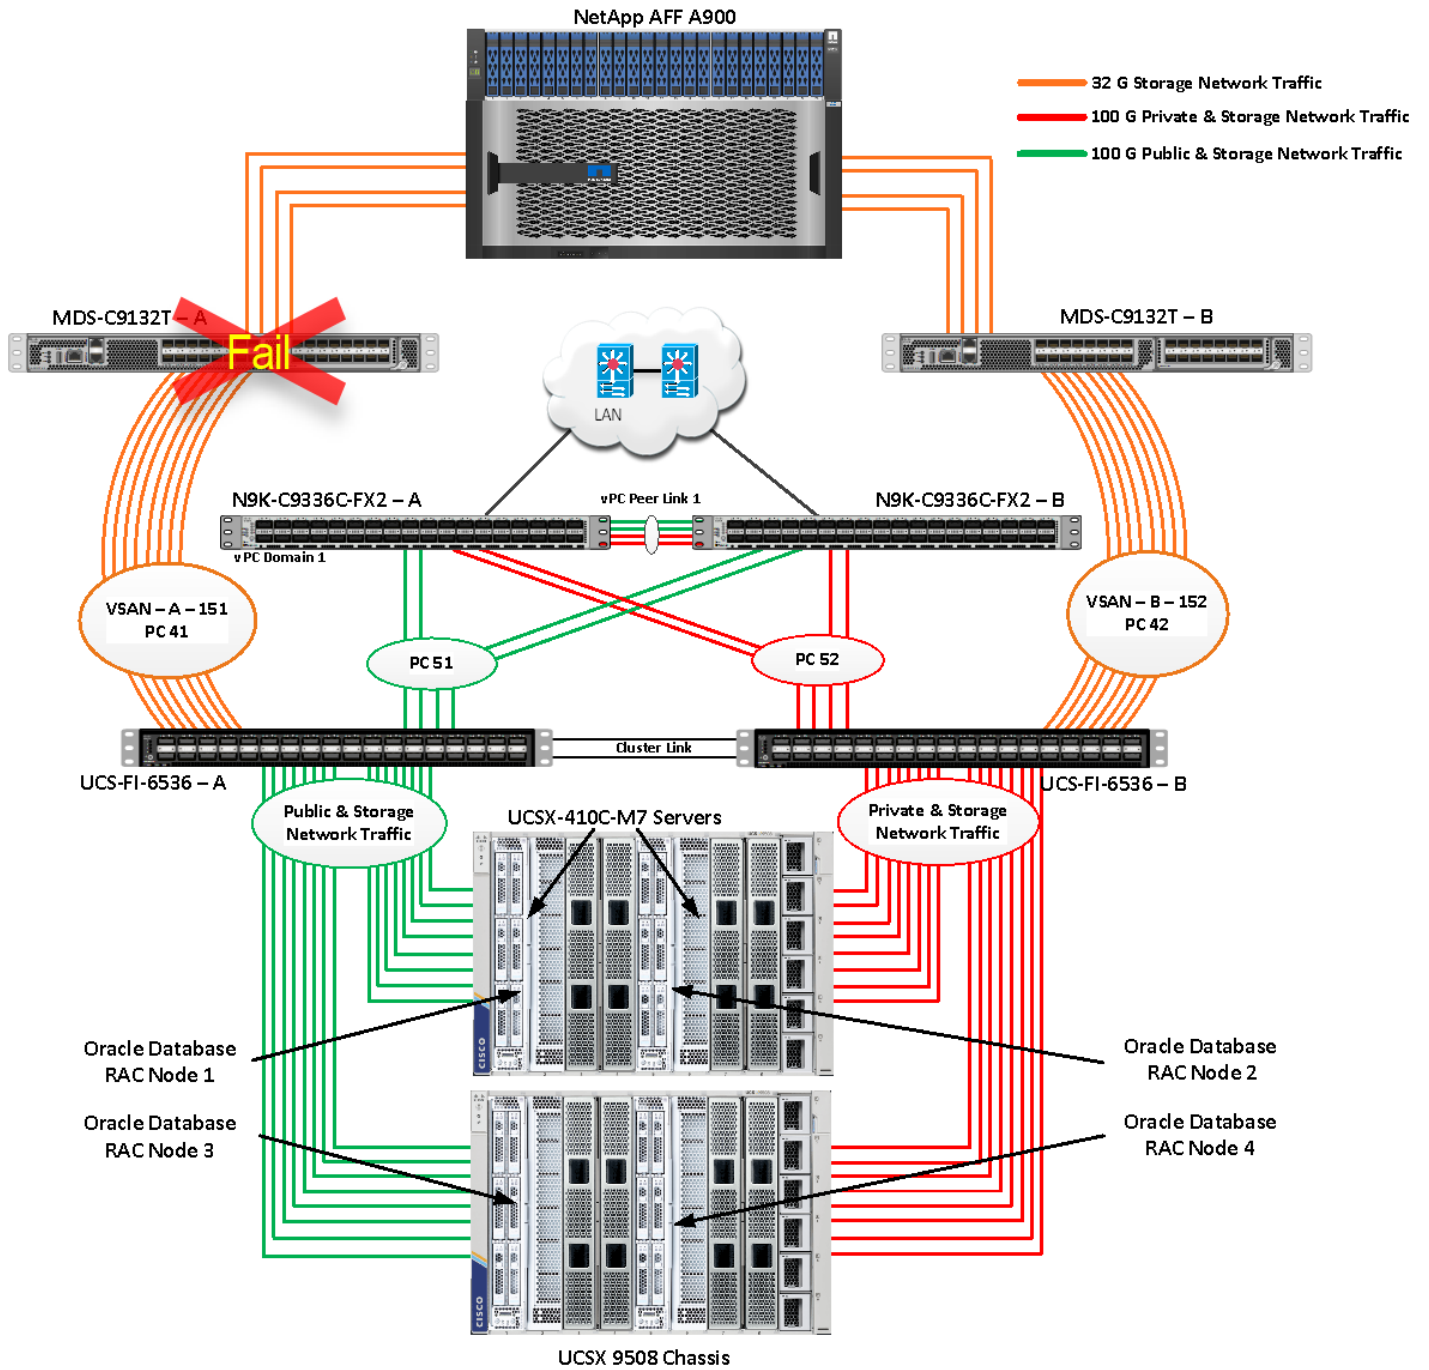 NetApp AFF A900
32 G Storage Network Traffic
100 G Private & Storage Network Traffic
100 G Public & Storage Network Traffic
MDS-C9132T – A
Fail
MDS-C9132T – B
LAN
N9K-C9336C-FX2 – A
vPC Peer Link 1
N9K-C9336C-FX2 – B
vPC Domain 1
VSAN – A – 151
PC 41
VSAN – B – 152
PC 42
PC 51
PC 52
Cluster Link
UCS-FI-6536 – A
UCS-FI-6536 – B
Public & Storage
Network Traffic
Private & Storage
Network Traffic
UCSX-410C-M7 Servers
CISCO
Oracle Database
RAC Node 1
Oracle Database
RAC Node 2
Oracle Database
RAC Node 3
Oracle Database
RAC Node 4
CISCO
UCSX 9508 Chassis